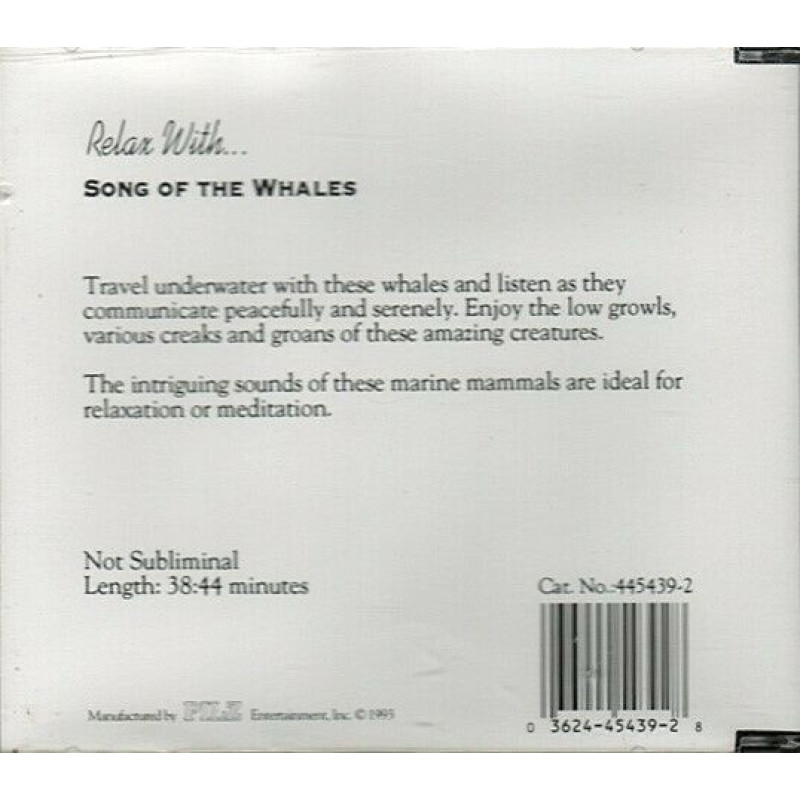 Relax With...
SONG OF THE WHALES
Travel underwater with these whales and listen as they
communicate peacefully and serenely. Enjoy the low growls,
various creaks and groans of these amazing creatures.
The intriguing sounds of these marine mammals are ideal for
relaxation or meditation.
Not Subliminal
Length: 38:44 minutes
Cat. No.:445439-2
Manufactured by PILZ Entertainment, Inc. © 1993
0 3624-45439-2 8